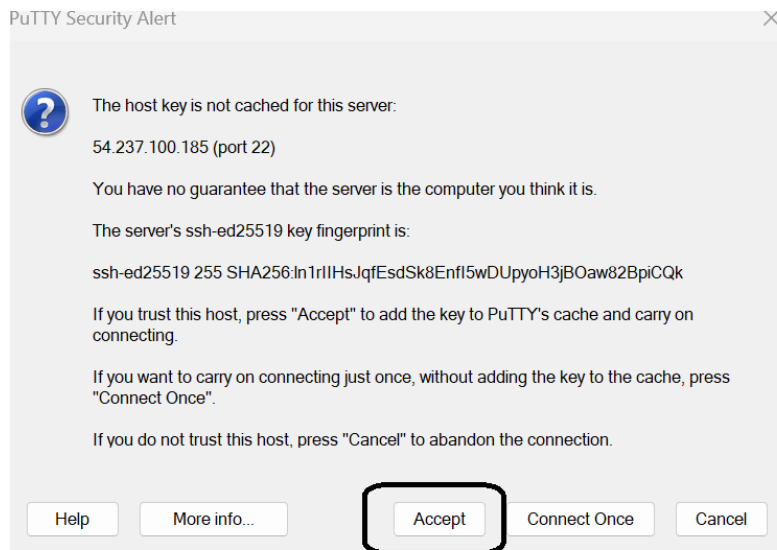 PuTTY Security Alert
The host key is not cached for this server:
54.237.100.185 (port 22)
You have no guarantee that the server is the computer you think it is.
The server's ssh-ed25519 key fingerprint is:
ssh-ed25519 255 SHA256:ln1rIIHsJqfEsdSk8EnfI5wDUpyoH3jBOaw82BpiCQk
If you trust this host, press "Accept" to add the key to PuTTY's cache and carry on
connecting.
If you want to carry on connecting just once, without adding the key to the cache, press
"Connect Once".
If you do not trust this host, press "Cancel" to abandon the connection.
Help More info... Accept Connect Once Cancel